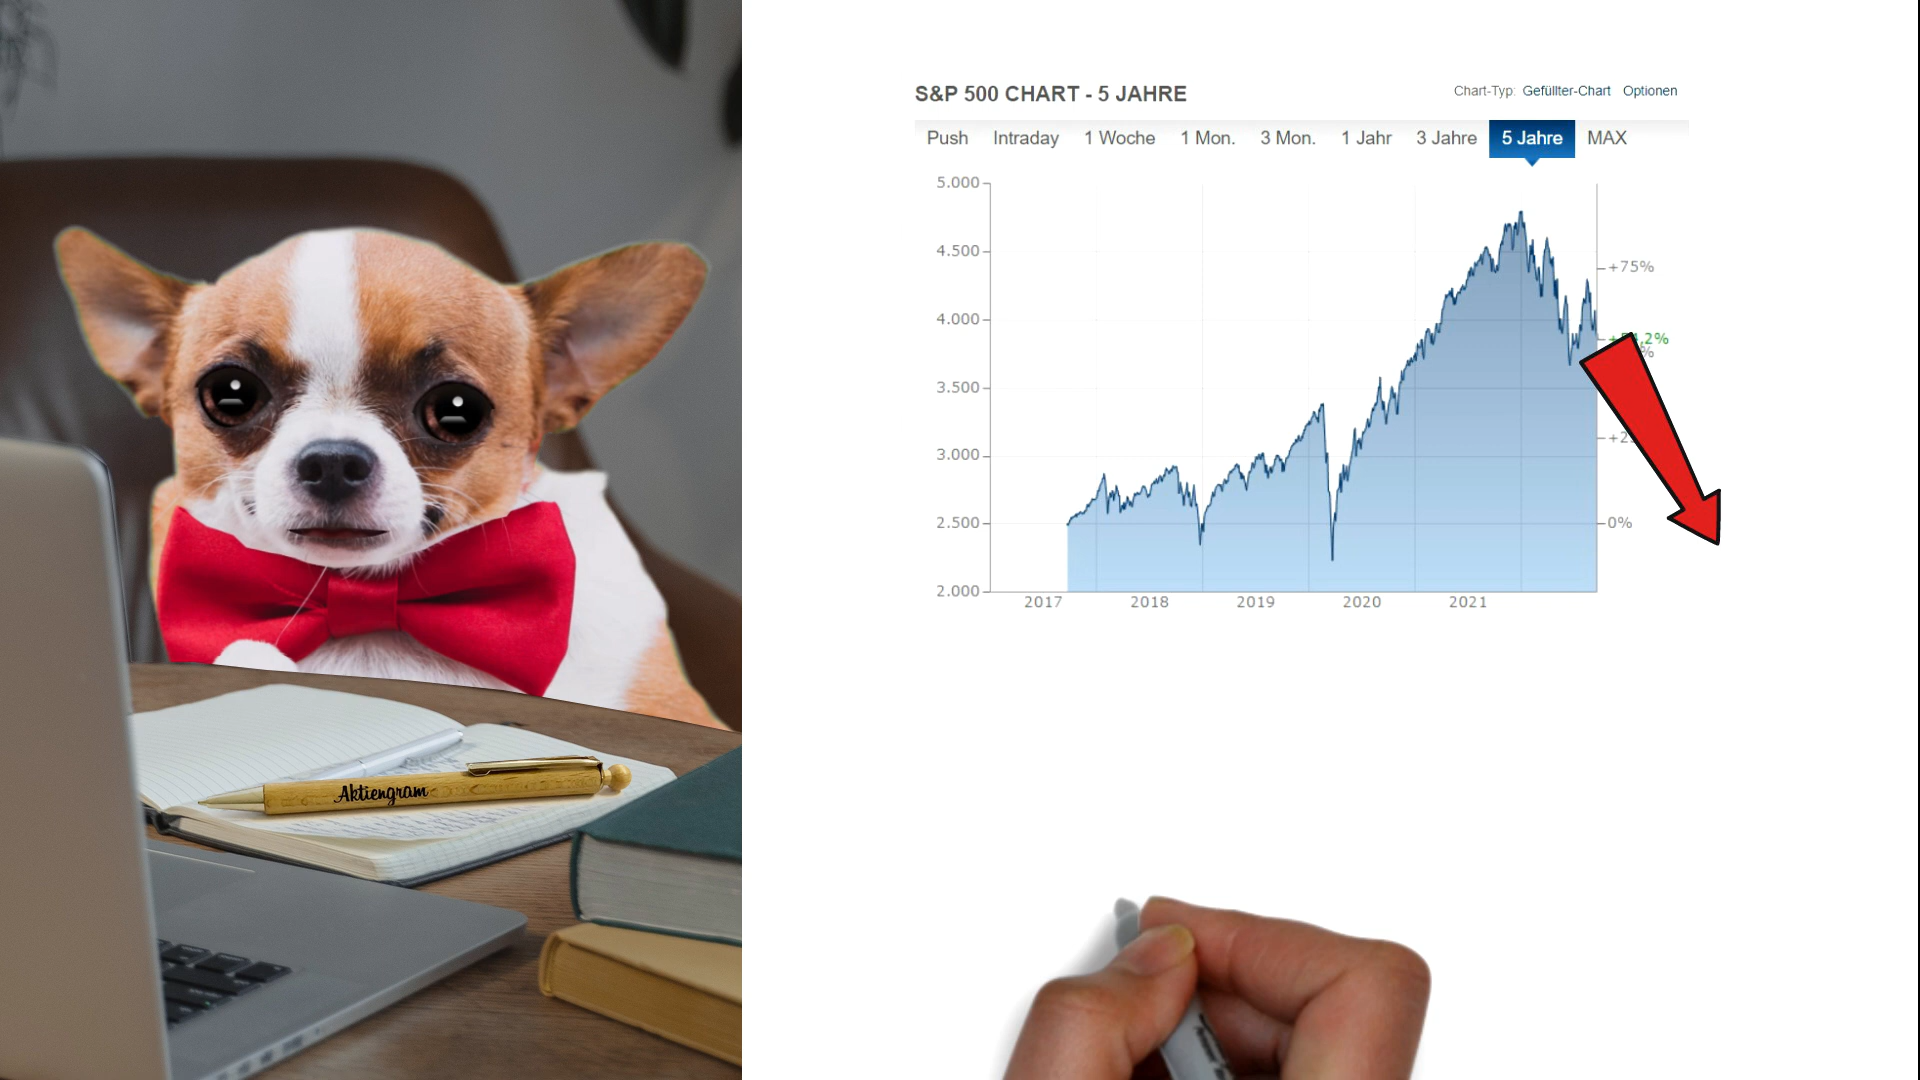 S&P 500 CHART - 5 JAHRE
Chart-Typ: Gefüllter-Chart Optionen
Push Intraday 1 Woche 1 Mon. 3 Mon. 1 Jahr 3 Jahre 5 Jahre MAX
5.000
4.500
4.000
3.500
3.000
2.500
2.000
+75%
0%
2017 2018 2019 2020 2021
Aktiengram